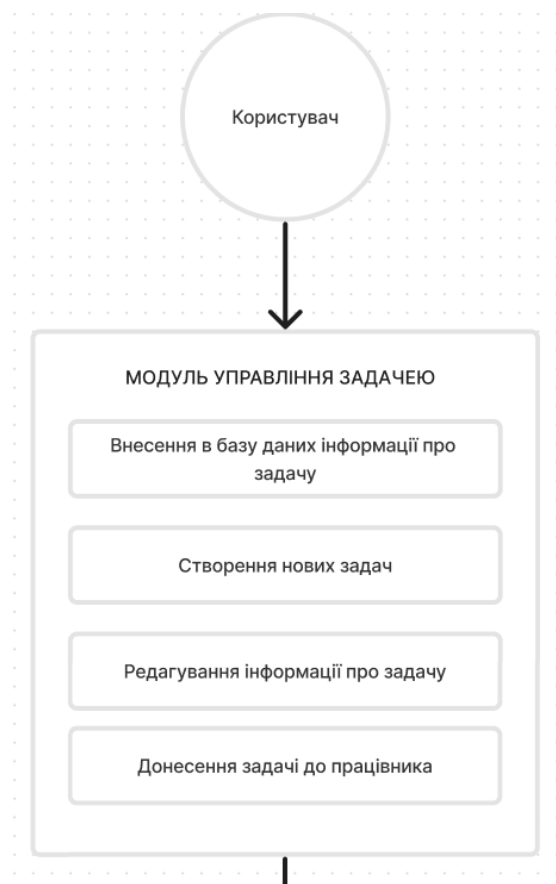 Користувач
МОДУЛЬ УПРАВЛІННЯ ЗАДАЧЕЮ
Внесення в базу даних інформації про
задачу
Створення нових задач
Редагування інформації про задачу
Донесення задачі до працівника